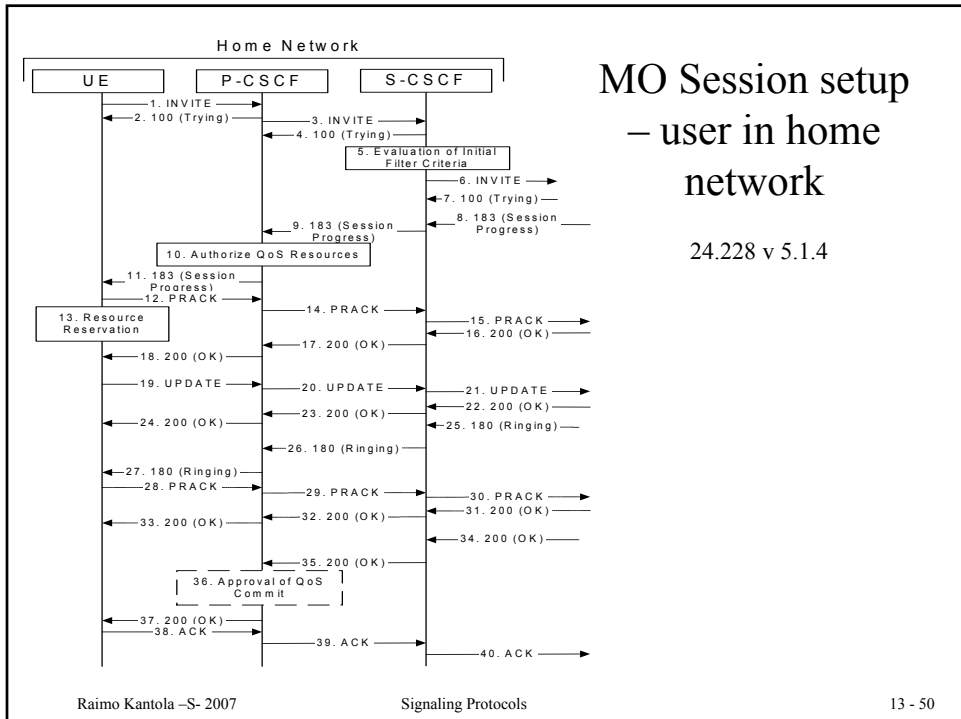 Home Network
UE P-CSCF S-CSCF
1. INVITE
2. 100 (Trying)
3. INVITE
4. 100 (Trying)
5. Evaluation of Initial
Filter Criteria
6. INVITE
7. 100 (Trying)
8. 183 (Session
Progress)
9. 183 (Session
Progress)
10. Authorize QoS Resources
11. 183 (Session
Progress)
12. PRACK
13. Resource
Reservation
14. PRACK
15. PRACK
16. 200 (OK)
17. 200 (OK)
18. 200 (OK)
19. UPDATE
20. UPDATE
21. UPDATE
22. 200 (OK)
23. 200 (OK)
24. 200 (OK)
25. 180 (Ringing)
26. 180 (Ringing)
27. 180 (Ringing)
28. PRACK
29. PRACK
30. PRACK
31. 200 (OK)
32. 200 (OK)
33. 200 (OK)
34. 200 (OK)
35. 200 (OK)
36. Approval of QoS
Commit
37. 200 (OK)
38. ACK
39. ACK
40. ACK
MO Session setup
– user in home
network
24.228 v 5.1.4
Raimo Kantola –S- 2007 Signaling Protocols 13 - 50